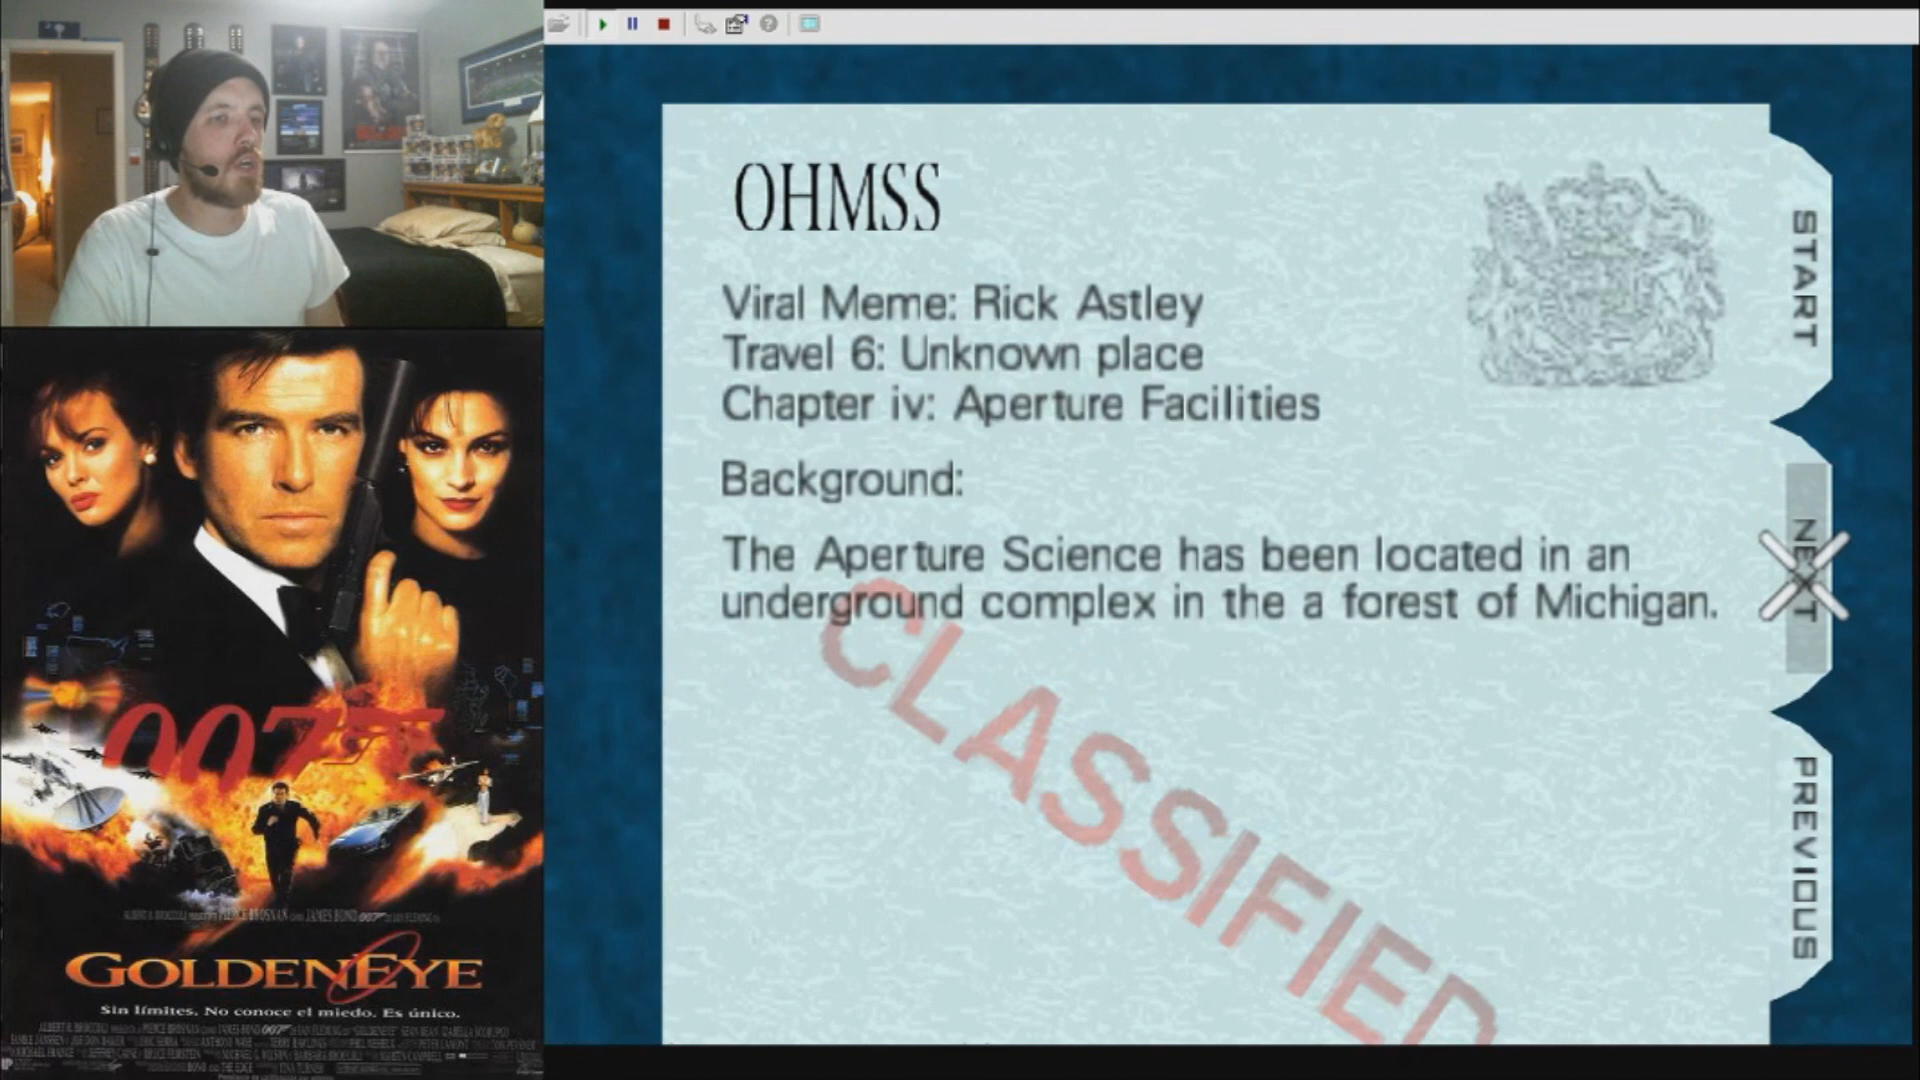 OHMSS
Viral Meme: Rick Astley
Travel 6: Unknown place
Chapter iv: Aperture Facilities
Background:
The Aperture Science has been located in an
underground complex in the a forest of Michigan.
CLASSIFIED
START
NEXT
PREVIOUS
007
GOLDENEYE
Sin límites. No conoce el miedo. Es único.